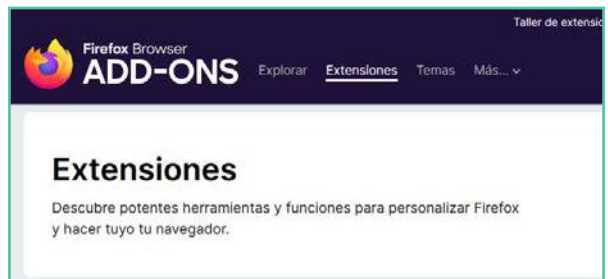 Taller de extensio
Firefox Browser
ADD-ONS
Explorar Extensiones Temas Más...
Extensiones
Descubre potentes herramientas y funciones para personalizar Firefox
y hacer tuyo tu navegador.